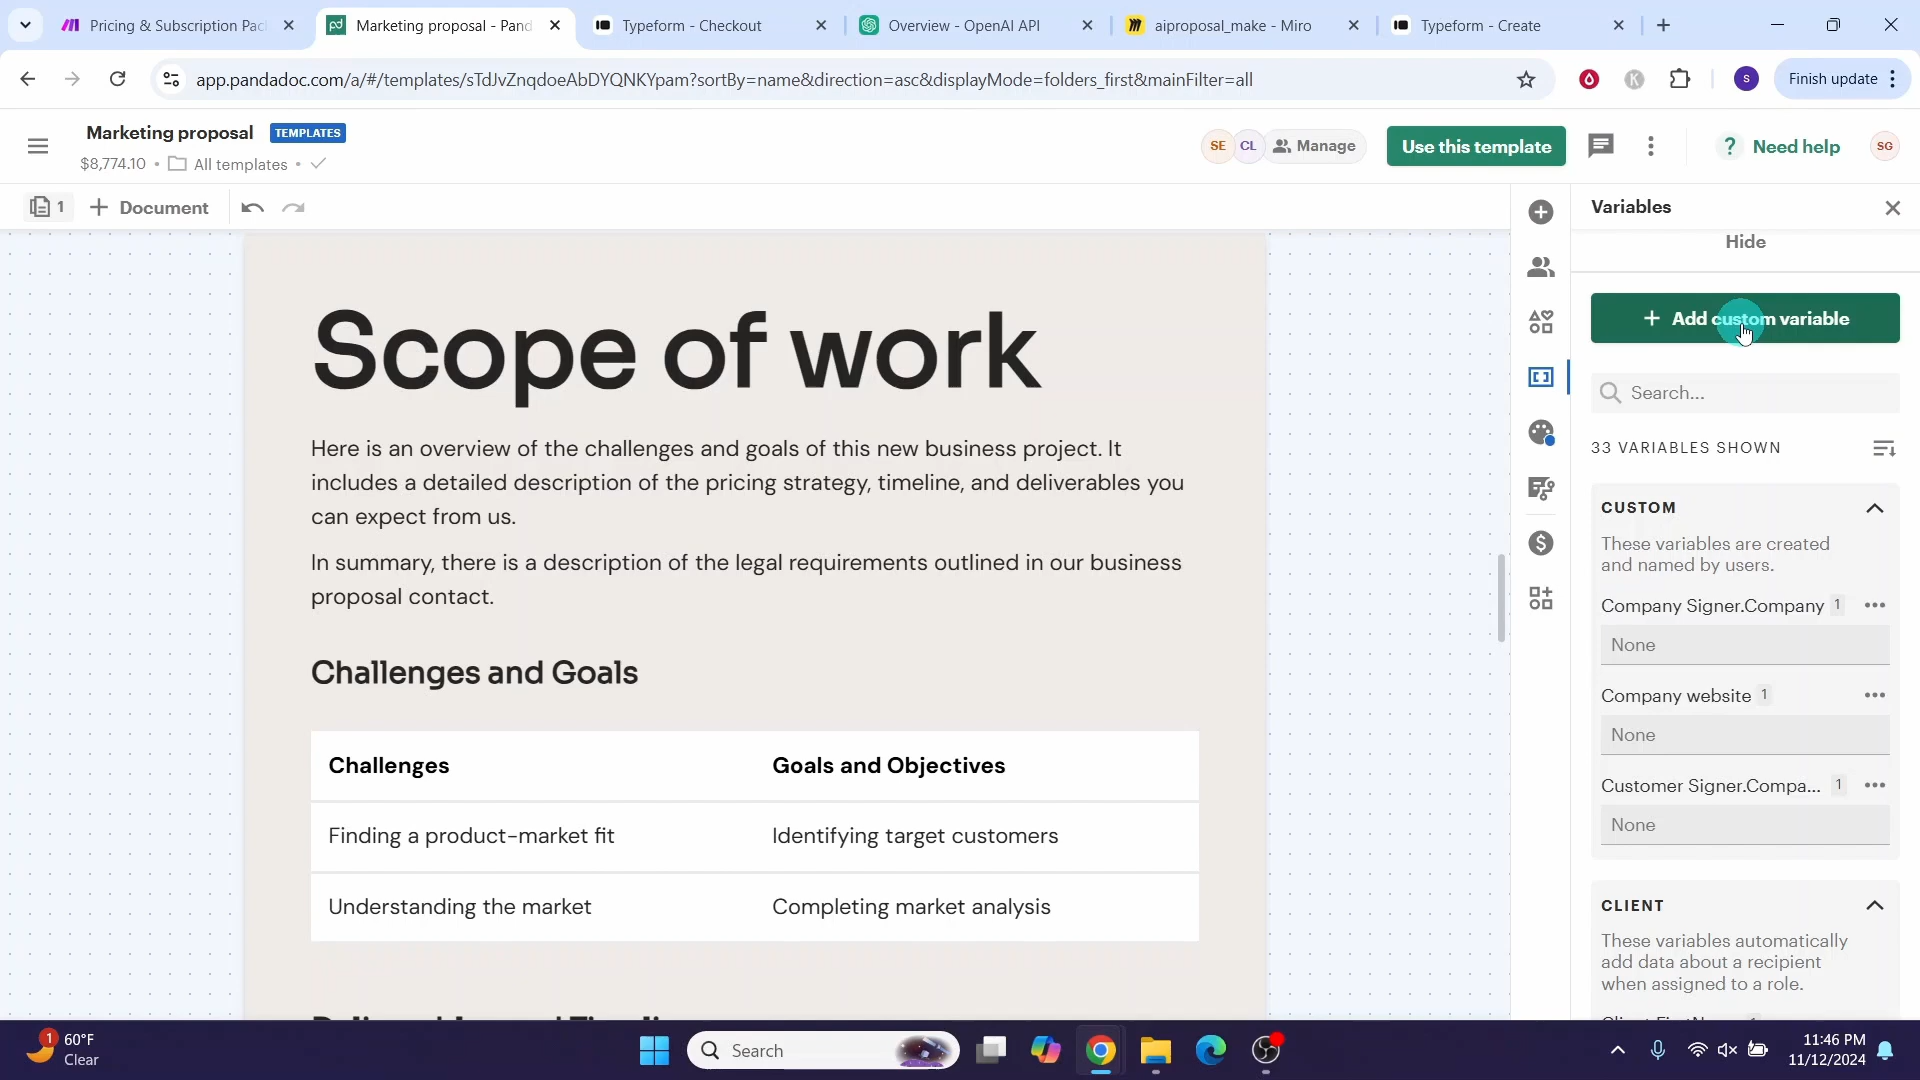 Pricing & Subscription Pac
Marketing proposal - Pand
Typeform - Checkout
Overview - OpenAI API
aiproposal_make - Miro
Typeform - Create
app.pandadoc.com/a/#/templates/sTdJvZnqdoeAbDYQNKYpam?sortBy=name&direction=asc&displayMode=folders_first&mainFilter=all
K
S
Finish update
Marketing proposal
TEMPLATES
$8,774.10 • All templates •
SE
CL
Manage
Use this template
? Need help
SG
1
+ Document
Variables
Hide
+ Add custom variable
Search...
33 VARIABLES SHOWN
CUSTOM
These variables are created
and named by users.
Company Signer.Company 1
None
Company website 1
None
Customer Signer.Compa... 1
None
CLIENT
These variables automatically
add data about a recipient
when assigned to a role.
Scope of work
Here is an overview of the challenges and goals of this new business project. It
includes a detailed description of the pricing strategy, timeline, and deliverables you
can expect from us.
In summary, there is a description of the legal requirements outlined in our business
proposal contact.
Challenges and Goals
Challenges
Goals and Objectives
Finding a product-market fit
Identifying target customers
Understanding the market
Completing market analysis
1
60°F
Clear
Search
11:46 PM
11/12/2024